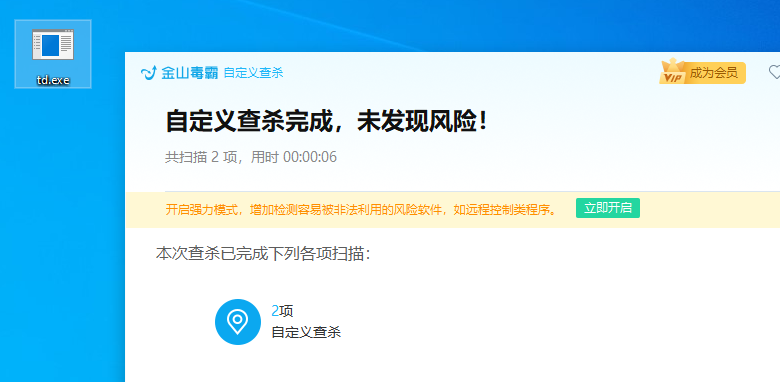 td.exe
金山毒霸 自定义查杀
VIP 成为会员
自定义查杀完成，未发现风险！
共扫描 2 项，用时 00:00:06
开启强力模式，增加检测容易被非法利用的风险软件，如远程控制类程序。 立即开启
本次查杀已完成下列各项扫描：
2项
自定义查杀